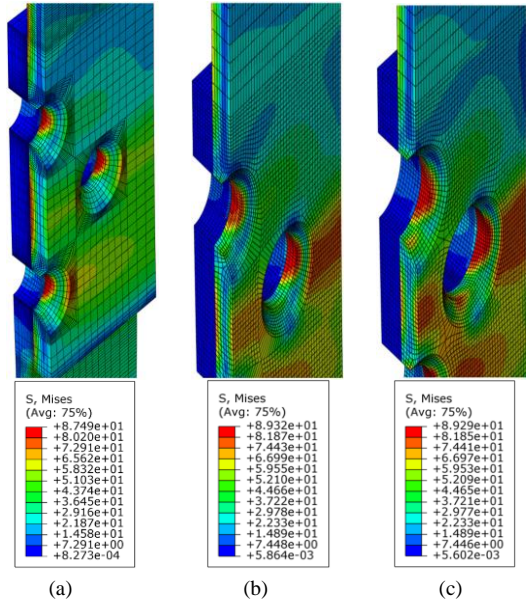 S, Mises
(Avg: 75%)
+8.749e+01
+8.020e+01
+7.291e+01
+6.562e+01
+5.832e+01
+5.103e+01
+4.374e+01
+3.645e+01
+2.916e+01
+2.187e+01
+1.458e+01
+7.291e+00
+8.273e-04
(a)
S, Mises
(Avg: 75%)
+8.932e+01
+8.187e+01
+7.443e+01
+6.699e+01
+5.955e+01
+5.210e+01
+4.466e+01
+3.722e+01
+2.978e+01
+2.233e+01
+1.489e+01
+7.448e+00
+5.864e-03
(b)
S, Mises
(Avg: 75%)
+8.929e+01
+8.185e+01
+7.441e+01
+6.697e+01
+5.953e+01
+5.209e+01
+4.465e+01
+3.721e+01
+2.977e+01
+2.233e+01
+1.489e+01
+7.446e+00
+5.602e-03
(c)